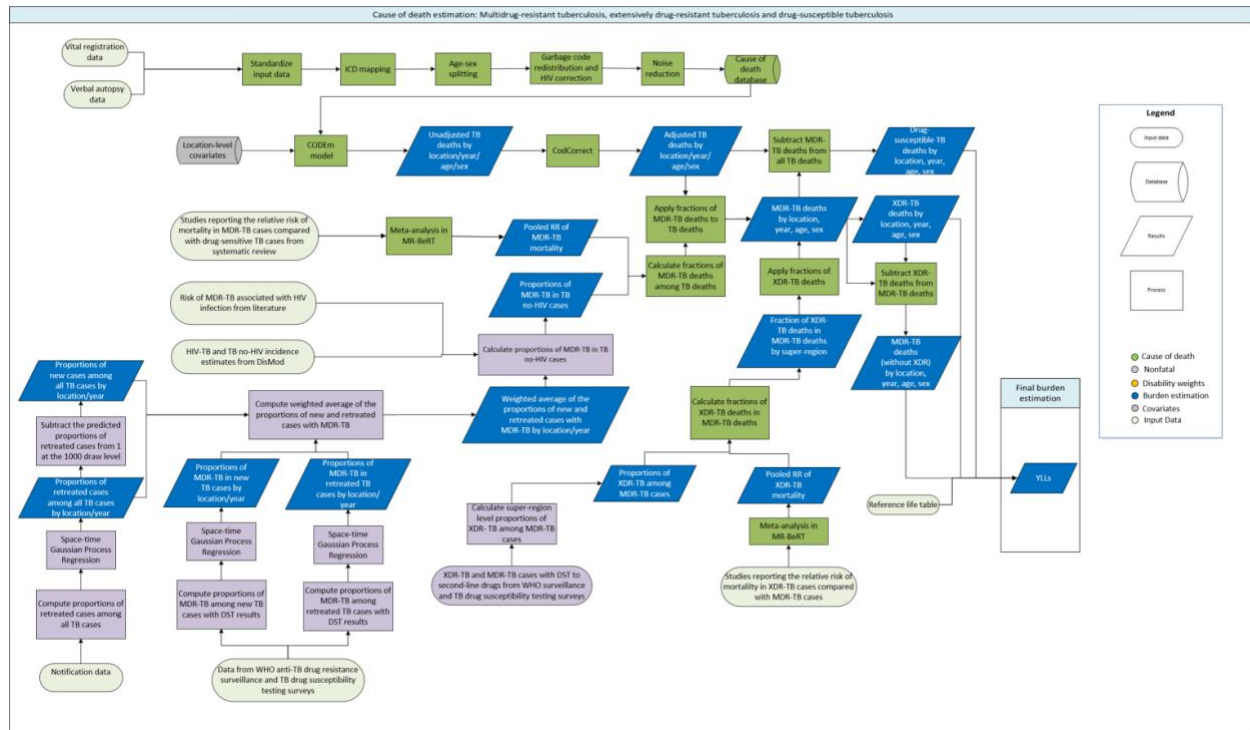 Cause of death estimation: Multidrug-resistant tuberculosis, extensively drug-resistant tuberculosis and drug-susceptible tuberculosis
Vital registration
data
Verbal autopsy
data
Standardize
input data
ICD mapping
Age-sex
splitting
Garbage code
redistribution and
HIV correction
Noise
reduction
Cause of
death
database
Location-level
covariates
CODEm
model
Unadjusted TB
deaths by
location/year/
age/sex
CodCorrect
Adjusted TB
deaths by
location/year/
age/sex
Subtract MDR-
TB deaths from
all TB deaths
Drug-
susceptible TB
deaths by
location, year,
age, sex
Studies reporting the relative risk of
mortality in MDR-TB cases compared
with drug-sensitive TB cases from
systematic review
Meta-analysis in
MR-BeRT
Pooled RR of
MDR-TB
mortality
Apply fractions of
MDR-TB deaths to
TB deaths
MDR-TB deaths
by location,
year, age, sex
XDR-TB
deaths by
location, year,
age, sex
Calculate fractions of
MDR-TB deaths
among TB deaths
Apply fractions of
XDR-TB deaths
Subtract XDR-
TB deaths from
MDR-TB deaths
Risk of MDR-TB associated with HIV
infection from literature
Proportions of
MDR-TB in TB
no-HIV cases
HIV-TB and TB no-HIV incidence
estimates from DisMod
Calculate proportions of MDR-TB in TB
no-HIV cases
Fraction of XDR-
TB deaths in
MDR-TB deaths
by super-region
MDR-TB
deaths
(without XDR)
by location,
year, age, sex
Proportions of
new cases among
all TB cases by
location/year
Subtract the predicted
proportions of
retreated cases from 1
at the 1000 draw level
Proportions of
retreated cases
among all TB cases
by location/year
Compute weighted average of the
proportions of new and retreated
cases with MDR-TB
Weighted average of the
proportions of new and
retreated cases with
MDR-TB by location/year
Calculate fractions of
XDR-TB deaths in
MDR-TB deaths
Proportions of
MDR-TB in new
TB cases by
location/year
Proportions of
MDR-TB in
retreated TB
cases by location/
year
Proportions of
XDR-TB among
MDR-TB cases
Pooled RR of
XDR-TB
mortality
Space-time
Gaussian Process
Regression
Space-time
Gaussian Process
Regression
Space-time
Gaussian Process
Regression
Calculate super-region
level proportions of
XDR- TB among MDR-TB
cases
Meta-analysis in
MR-BeRT
Compute proportions of
retreated cases among
all TB cases
Compute proportions of
MDR-TB among new TB
cases with DST results
Compute proportions of
MDR-TB among
retreated TB cases with
DST results
XDR-TB and MDR-TB cases with DST to
second-line drugs from WHO surveillance
and TB drug susceptibility testing surveys
Studies reporting the relative risk of
mortality in XDR-TB cases compared
with MDR-TB cases
Notification data
Data from WHO anti-TB drug resistance
surveillance and TB drug susceptibility
testing surveys
Reference life table
Final burden
estimation
YLLs
Legend
Input data
Database
Results
Process
Cause of death
Nonfatal
Disability weights
Burden estimation
Covariates
Input Data